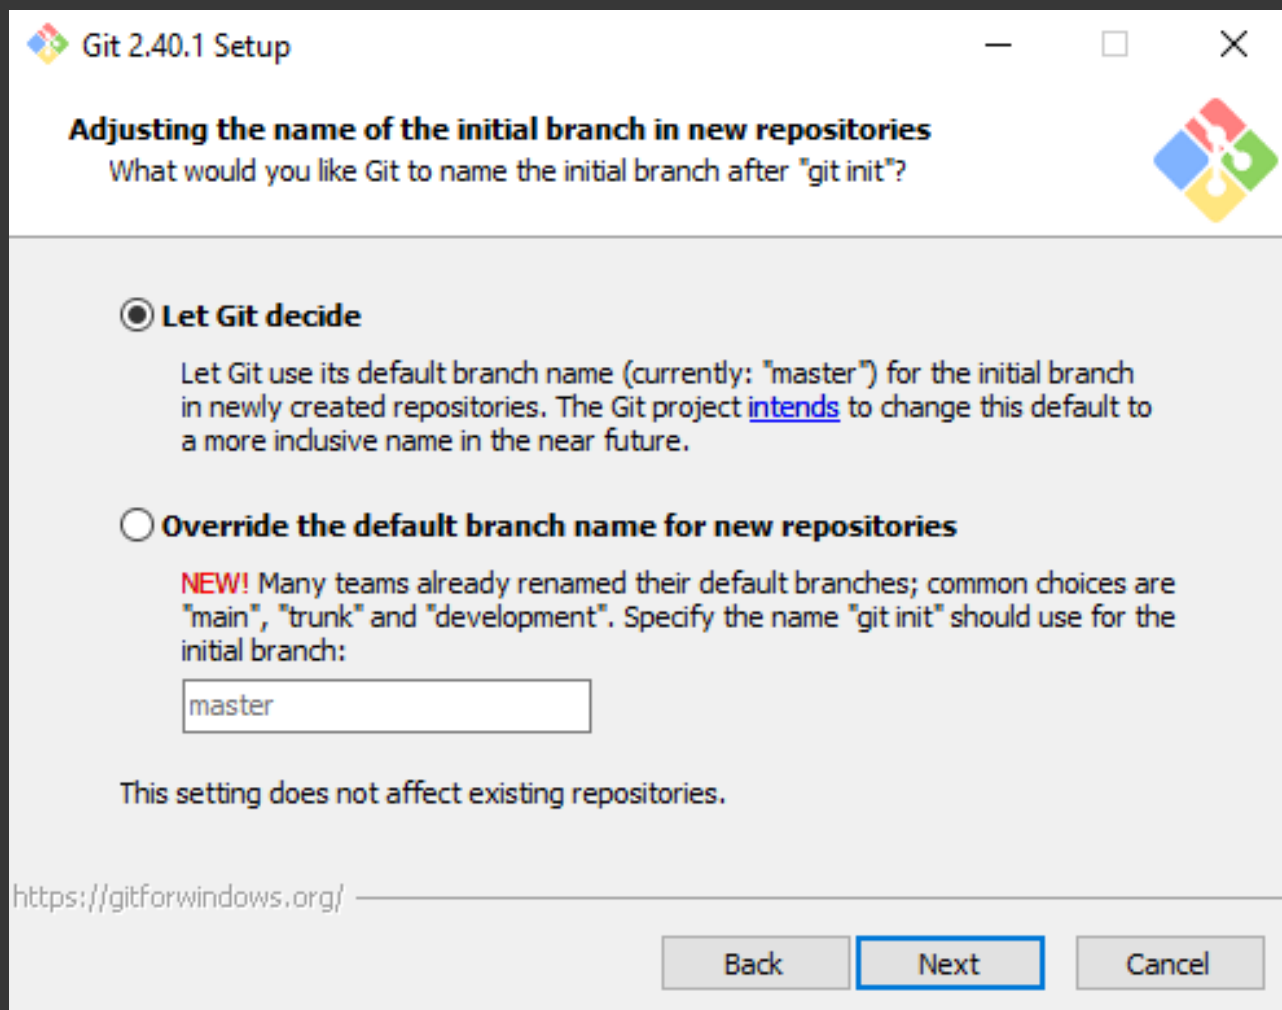 Git 2.40.1 Setup
Adjusting the name of the initial branch in new repositories
What would you like Git to name the initial branch after "git init"?
Let Git decide
Let Git use its default branch name (currently: "master") for the initial branch
in newly created repositories. The Git project intends to change this default to
a more inclusive name in the near future.
Override the default branch name for new repositories
NEW! Many teams already renamed their default branches; common choices are
"main", "trunk" and "development". Specify the name "git init" should use for the
initial branch:
master
This setting does not affect existing repositories.
https://gitforwindows.org/
Back Next Cancel